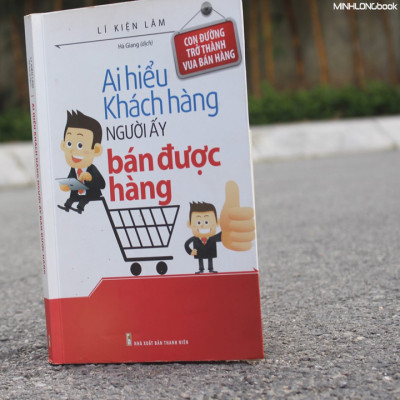 MINHLONGbook
LÍ KIỆN LÂM
Hà Giang (dịch)
CON ĐƯỜNG
TRỞ THÀNH
VUA BÁN HÀNG
Ai hiểu
Khách hàng
NGƯỜI ẤY
bán được
hàng
NHÀ XUẤT BẢN THANH NIÊN